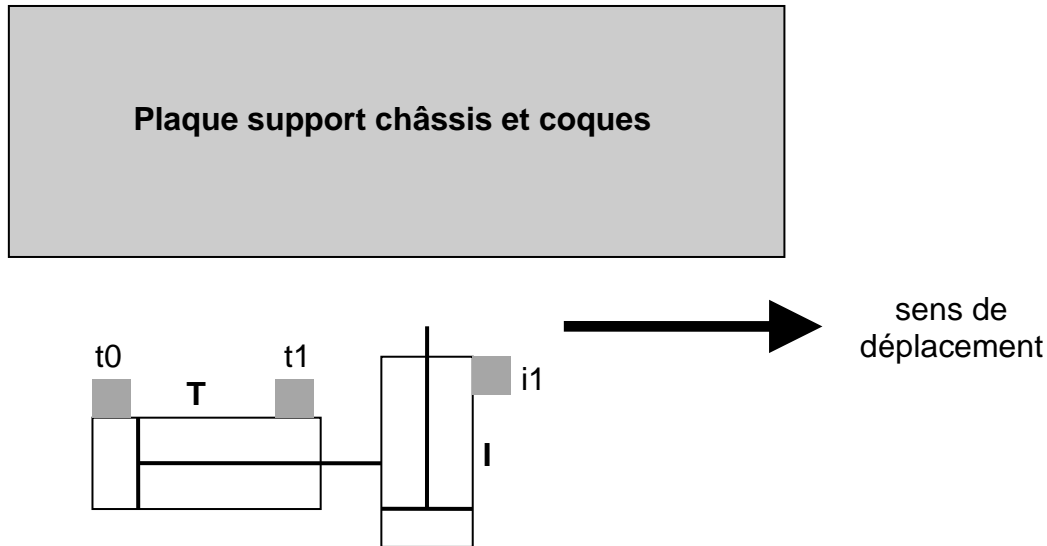 Plaque support châssis et coques
sens de
déplacement
t0
t1
T
i1
I